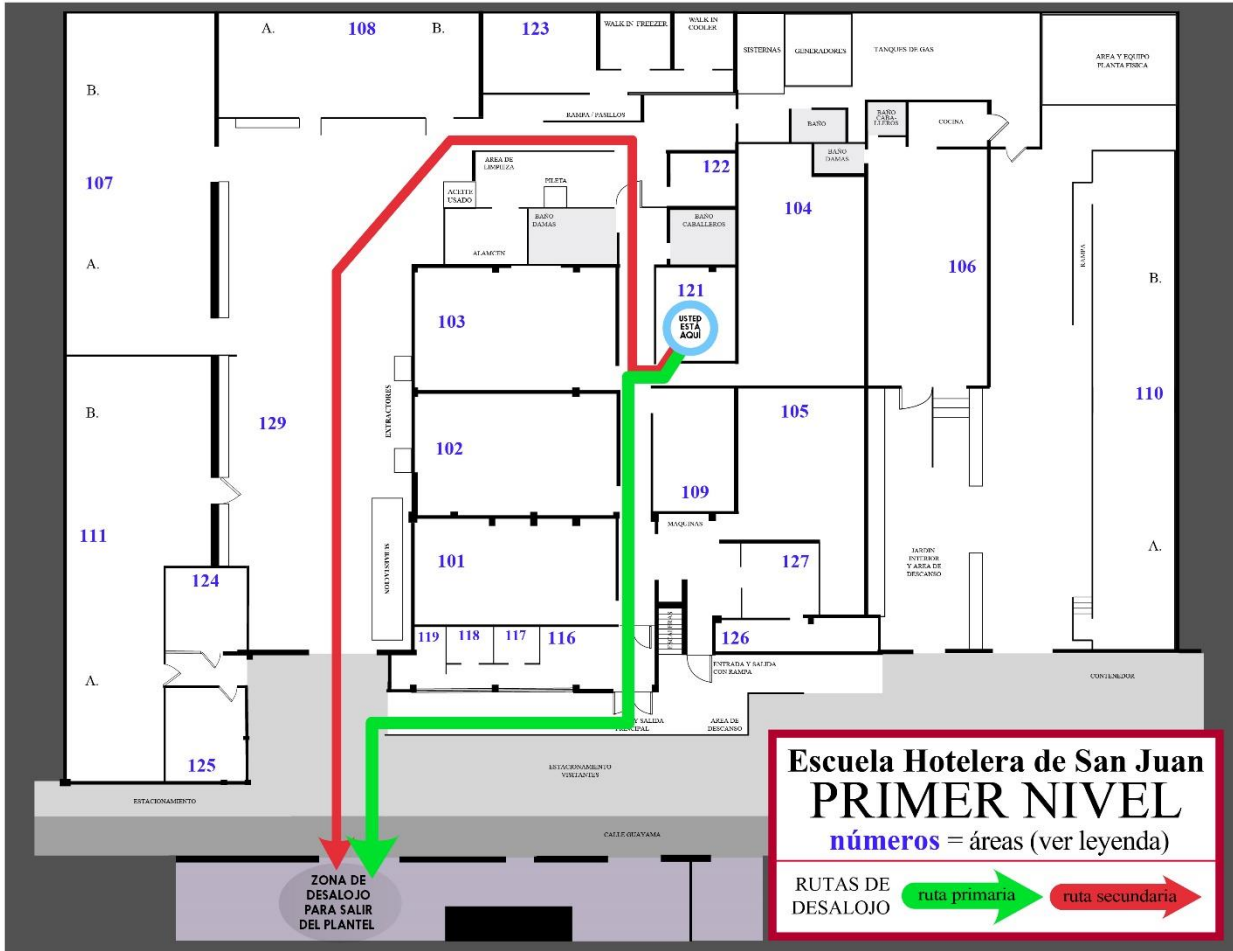 A.
108
B.
123
WALK IN FREEZER
WALK IN
COOLER
SISTERNAS
GENERADORES
TANQUES DE GAS
AREA Y EQUIPO
PLANTA FISICA
B.
RAMPA / PASILLOS
BAÑO
BAÑO
CABA-
LLEROS
COCINA
BAÑO
DAMAS
107
AREA DE
LIMPIEZA
ACEITE
USADO
PILETA
122
104
BAÑO
DAMAS
BAÑO
CABALLEROS
RAMPA
A.
ALAMCEN
106
B.
121
USTED
ESTÁ
AQUÍ
103
110
B.
129
EXTRACTORES
102
105
109
111
MAQUINAS
101
SUBAESTACION
127
JARDIN
INTERIOR
Y AREA DE
DESCANSO
A.
124
119
118
117
116
ESCALERAS
126
A.
ENTRADA Y SALIDA
CON RAMPA
CONTENEDOR
Y SALIDA
PRINCIPAL
AREA DE
DESCANSO
125
ESTACIONAMIENTO
VISITANTES
ESTACIONAMIENTO
CALLE GUAYAMA
ZONA DE
DESALOJO
PARA SALIR
DEL PLANTEL
Escuela Hotelera de San Juan
PRIMER NIVEL
números = áreas (ver leyenda)
RUTAS DE
DESALOJO
ruta primaria
ruta secundaria